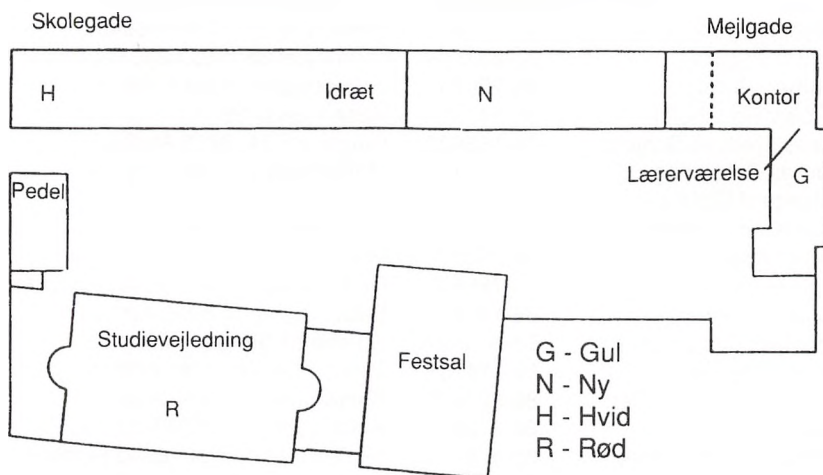 Skolegade
Mejlgade
H
Idræt
N
Kontor
Lærerværelse
G
Pedel
Studievejledning
R
Festsal
G - Gul
N - Ny
H - Hvid
R - Rød